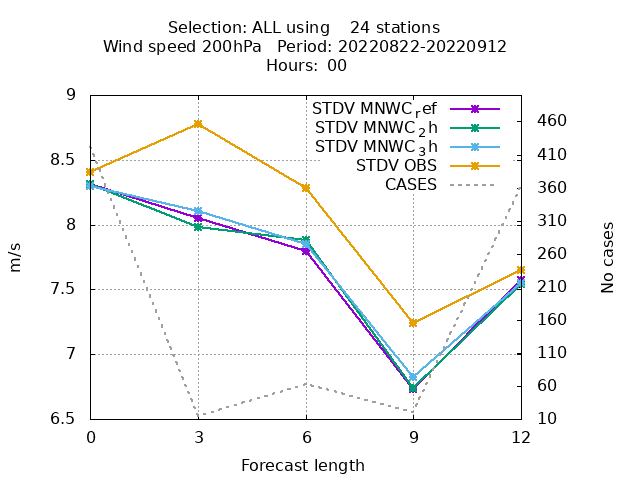 Selection: ALL using    24 stations
Wind speed 200hPa   Period: 20220822-20220912
Hours: 00
STDV MNWC_ref
STDV MNWC_2h
STDV MNWC_3h
STDV OBS
CASES
9
8.5
8
7.5
7
6.5
m/s
460
410
360
310
260
210
160
110
60
10
No cases
0 3 6 9 12
Forecast length